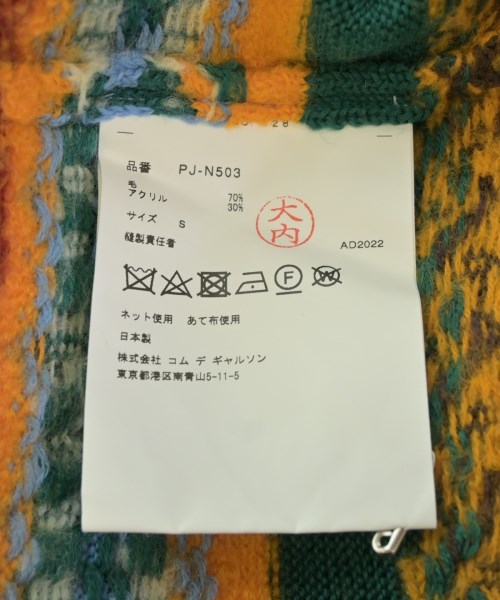 28
品番 PJ-N503
毛 70%
アクリル 30%
サイズ S
縫製責任者
大内
AD2022
F
W
ネット使用 あて布使用
日本製
株式会社 コム デ ギャルソン
東京都港区南青山5-11-5